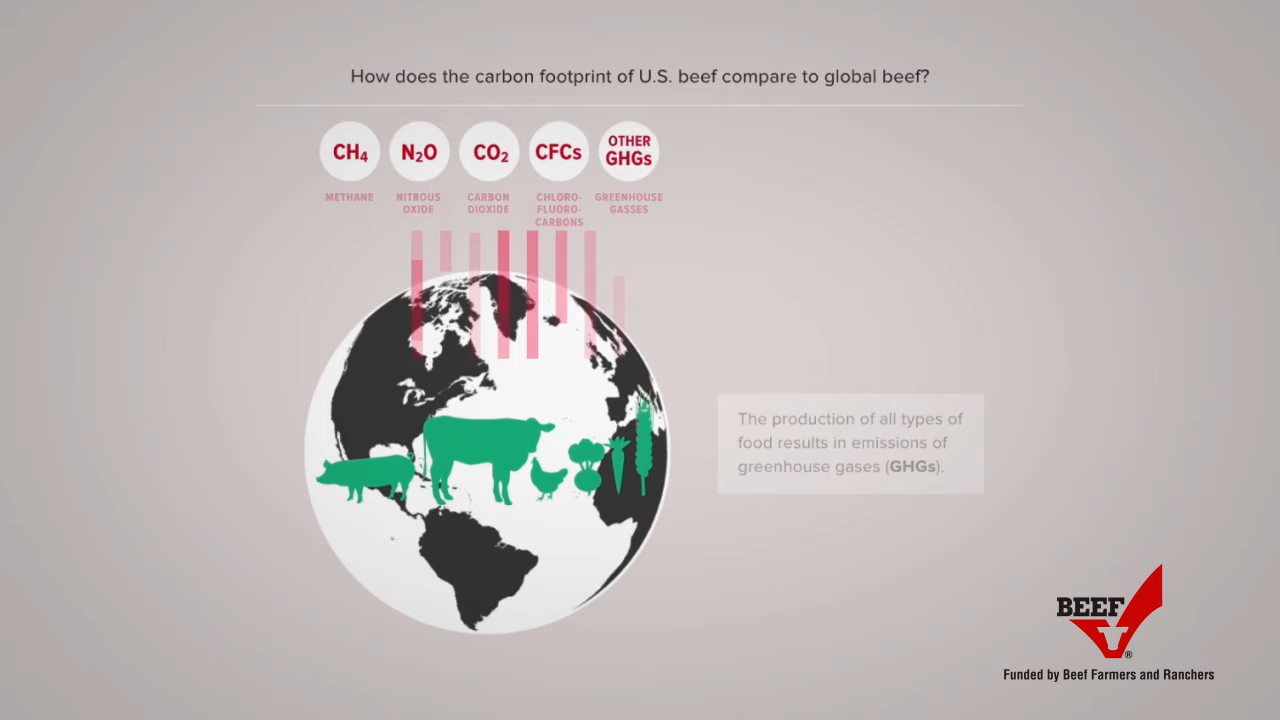 How does the carbon footprint of U.S. beef compare to global beef?
CH₄ N₂O CO₂ CFCs OTHER GHGs
METHANE
NITROUS
OXIDE
CARBON
DIOXIDE
CHLORO-
FLUORO-
CARBONS
GREENHOUSE
GASSES
The production of all types of
food results in emissions of
greenhouse gases (GHGs).
BEEF
U®
Funded by Beef Farmers and Ranchers